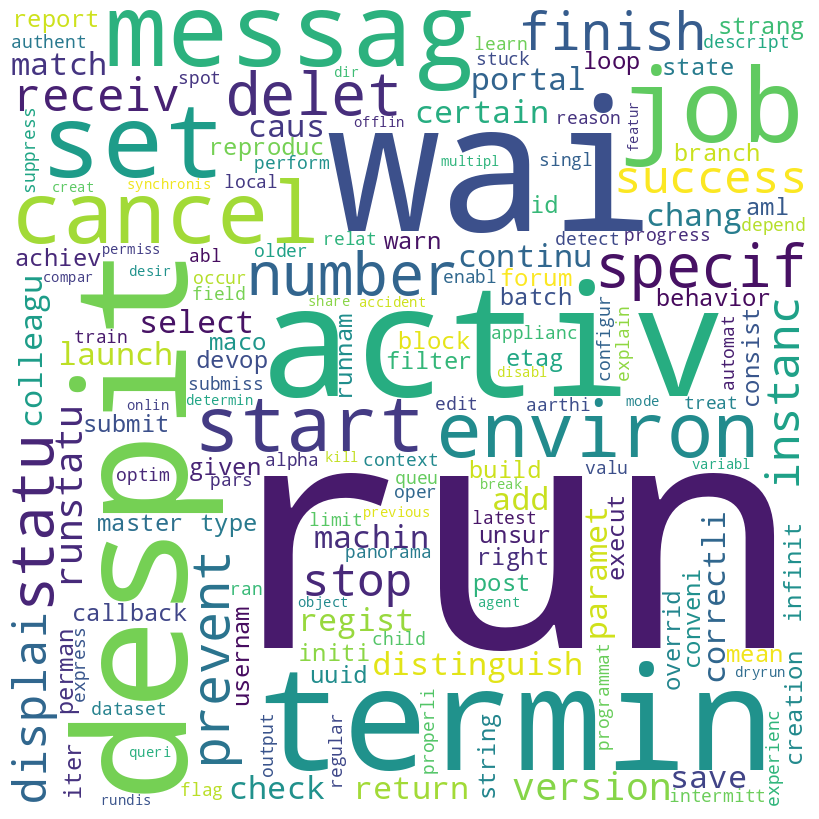 report
messag
finish
strang
authent
learn
descript
match
spot
stuck
loop
state
receiv
delet
portal
dir
job
suppress
set
caus
offlin
wai
certain
reason
featur
reproduc
perform
multipl
singl
branch
creat
synchronis
local
id
success
cancel
chang
aml
achiev
permiss
abl
relat
warn
continu
detect
progress
depend
compar
desir
occur
older
number
enabl
forum
specif
colleagu
despit
field
share
accident
batch
behavior
train
select
activ
applianc
configur
explain
automat
consist
instanc
launch
maco
devop
runnam
block
filter
etag
disabl
submiss
onlin
determin
start
edit
aarthi
mode
treat
submit
environ
statu
runstatu
optim
given
pars
alpha
kill
context
queu
build
valu
variabl
master
type
oper
break
add
run
limit
previous
latest
unsur
execut
paramet
machin
panorama
right
prevent
ran
stop
post
displai
perman
express
callback
object
agent
regist
child
overrid
conveni
correctli
infinit
usernam
initi
distinguish
mean
dataset
uuid
programmat
dryrun
creation
iter
queri
termin
output
regular
properli
string
experienc
rundis
flag
check
return
version
save
intermitt